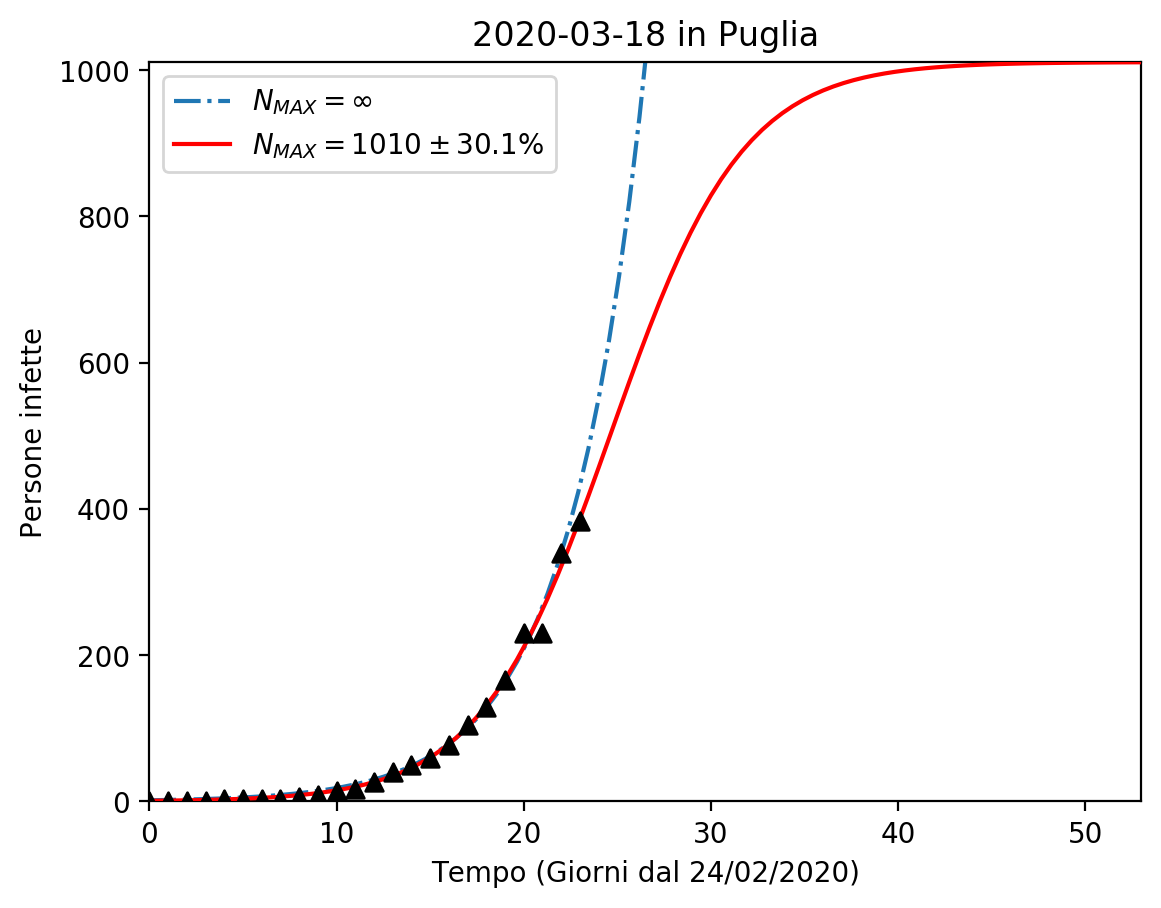 2020-03-18 in Puglia
N_MAX = ∞
N_MAX = 1010 ± 30.1%
1000
800
600
400
200
0
Persone infette
0 10 20 30 40 50
Tempo (Giorni dal 24/02/2020)